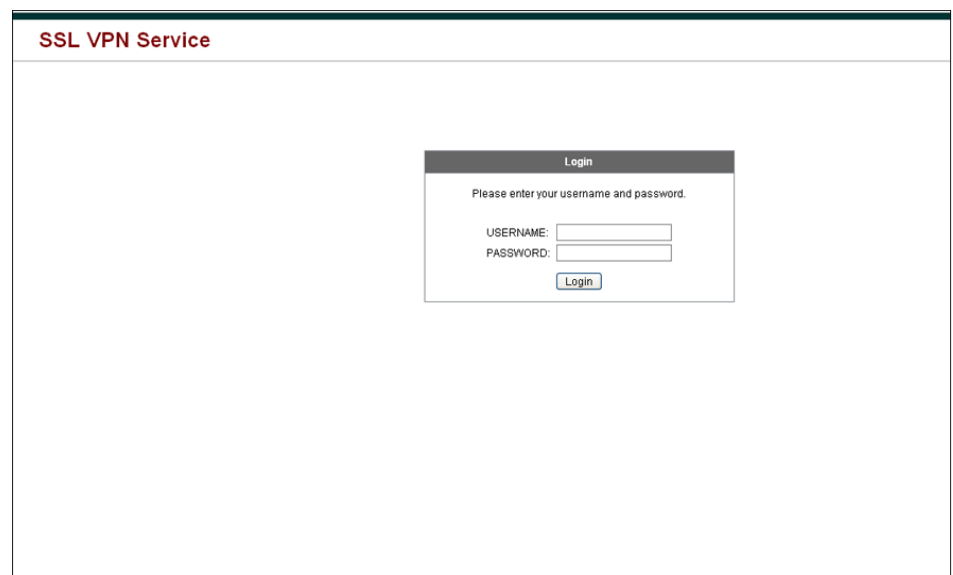 SSL VPN Service
Login
Please enter your username and password.
USERNAME:
PASSWORD:
Login